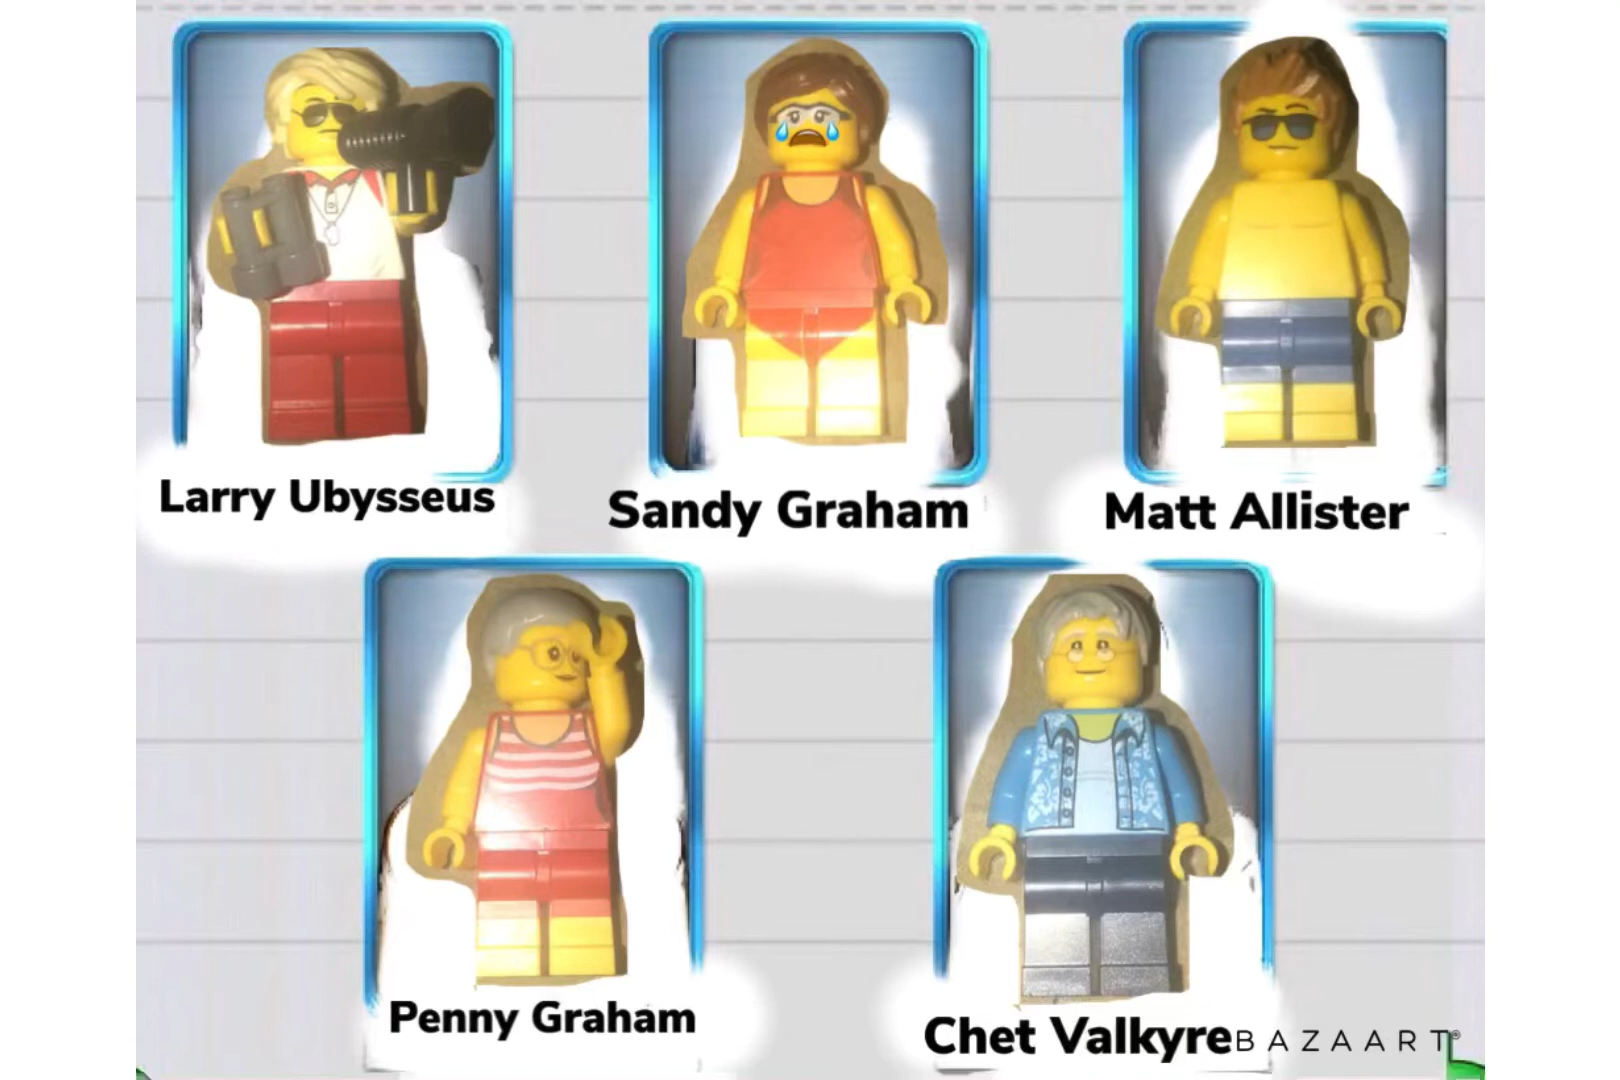 Larry Ubysseus
Sandy Graham
Matt Allister
Penny Graham
Chet Valkyre
BAZAART®